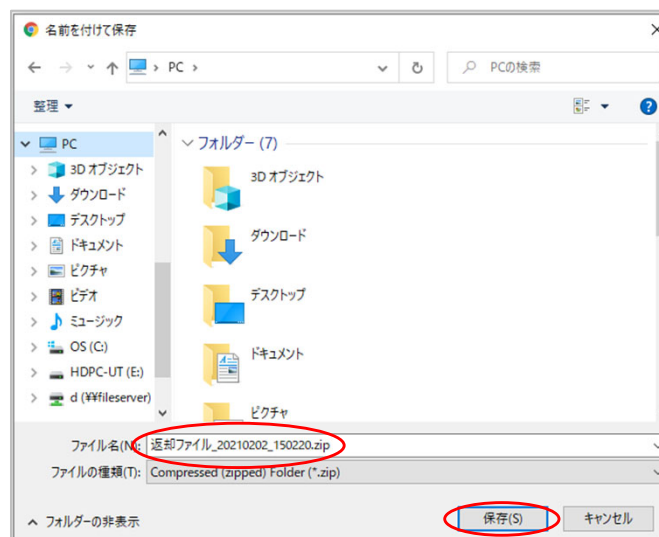 名前を付けて保存
PC
PCの検索
整理
PC
3D オブジェクト
ダウンロード
デスクトップ
ドキュメント
ピクチャ
ビデオ
ミュージック
OS (C:)
HDPC-UT (E:)
d (¥¥fileserver)
フォルダー (7)
3D オブジェクト
ダウンロード
デスクトップ
ドキュメント
ピクチャ
ファイル名(N): 返却ファイル_20210202_150220.zip
ファイルの種類(T): Compressed (zipped) Folder (*.zip)
フォルダーの非表示
保存(S)
キャンセル